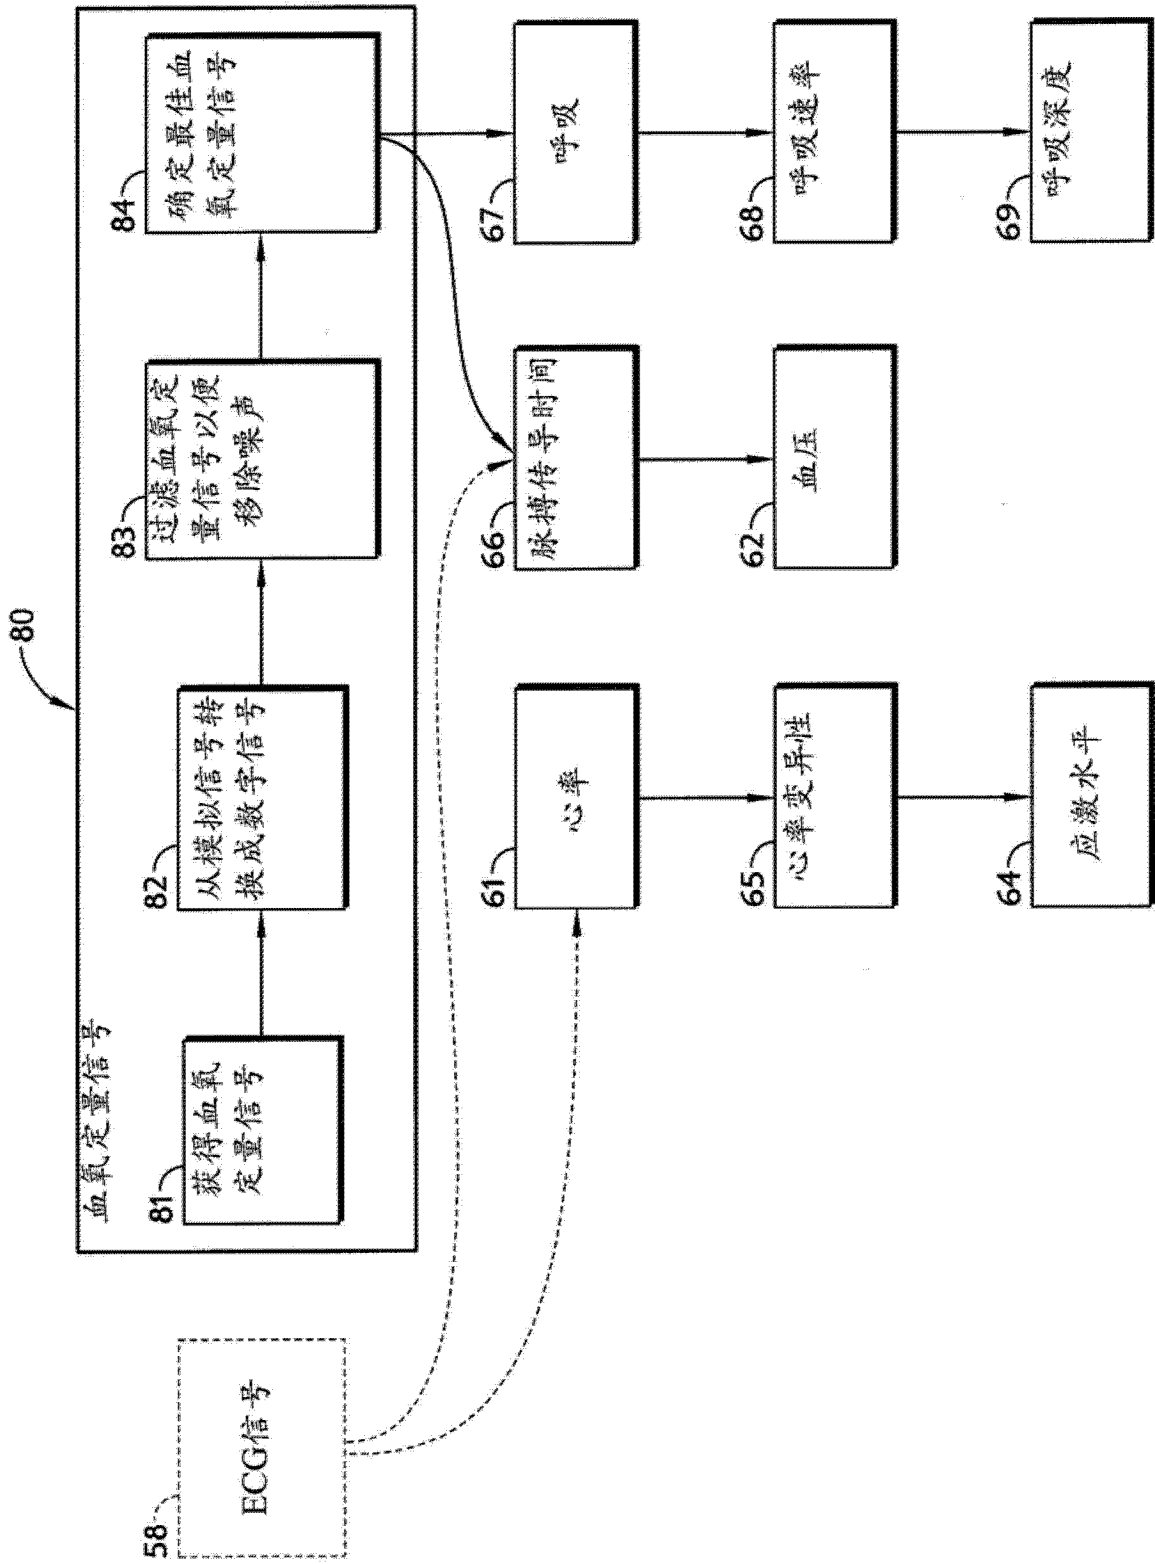 80
血氧定量信号
58
ECG信号
81
获得血氧
定量信号
82
从模拟信号转
换成数字信号
83
过滤血氧定
量信号以便
移除噪声
84
确定最佳血
氧定量信号
61
心率
66
脉搏传导时间
67
呼吸
65
心率变异性
62
血压
68
呼吸速率
64
应激水平
69
呼吸深度